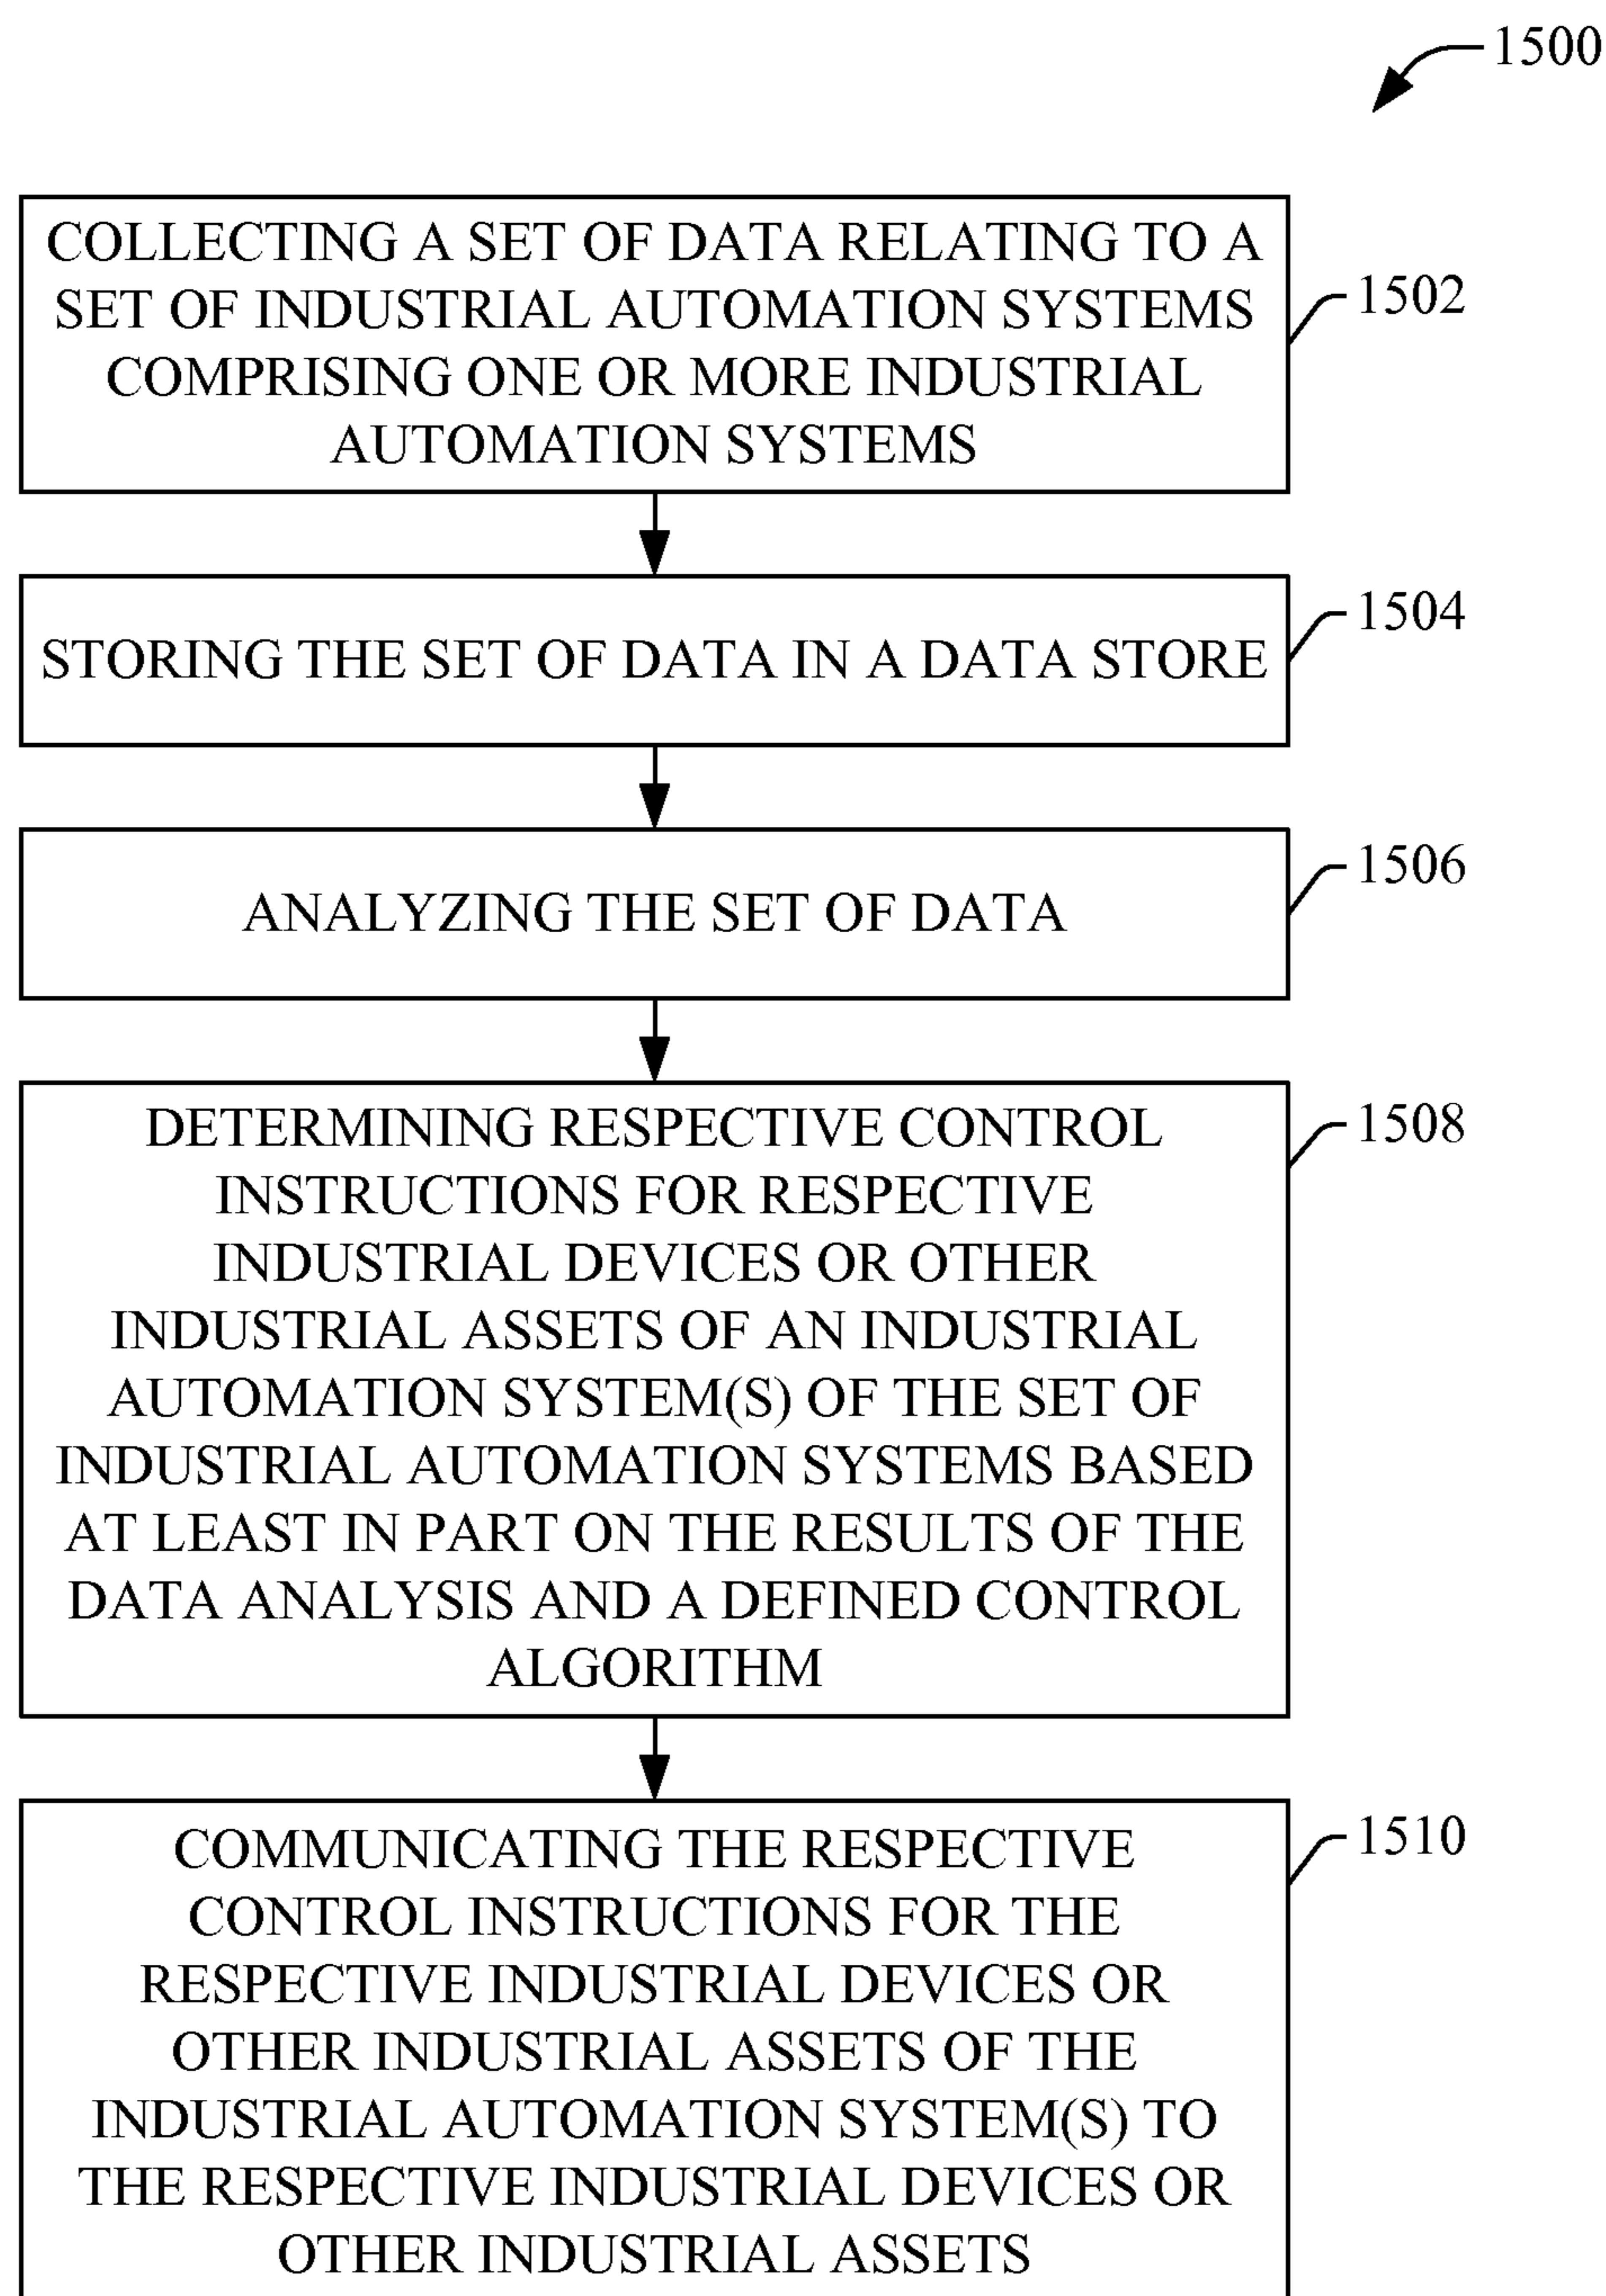 1500
COLLECTING A SET OF DATA RELATING TO A
SET OF INDUSTRIAL AUTOMATION SYSTEMS
COMPRISING ONE OR MORE INDUSTRIAL
AUTOMATION SYSTEMS
1502
STORING THE SET OF DATA IN A DATA STORE
1504
ANALYZING THE SET OF DATA
1506
DETERMINING RESPECTIVE CONTROL
INSTRUCTIONS FOR RESPECTIVE
INDUSTRIAL DEVICES OR OTHER
INDUSTRIAL ASSETS OF AN INDUSTRIAL
AUTOMATION SYSTEM(S) OF THE SET OF
INDUSTRIAL AUTOMATION SYSTEMS BASED
AT LEAST IN PART ON THE RESULTS OF THE
DATA ANALYSIS AND A DEFINED CONTROL
ALGORITHM
1508
COMMUNICATING THE RESPECTIVE
CONTROL INSTRUCTIONS FOR THE
RESPECTIVE INDUSTRIAL DEVICES OR
OTHER INDUSTRIAL ASSETS OF THE
INDUSTRIAL AUTOMATION SYSTEM(S) TO
THE RESPECTIVE INDUSTRIAL DEVICES OR
OTHER INDUSTRIAL ASSETS
1510